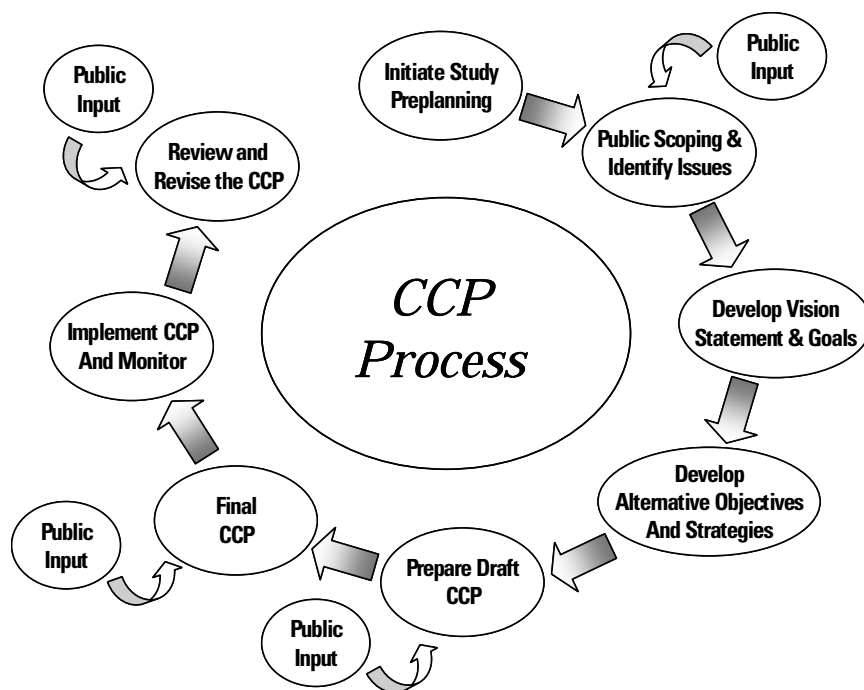 CCP
Process
Initiate Study
Preplanning
Public
Input
Public Scoping &
Identify Issues
Develop Vision
Statement & Goals
Develop
Alternative Objectives
And Strategies
Prepare Draft
CCP
Public
Input
Final
CCP
Public
Input
Implement CCP
And Monitor
Review and
Revise the CCP
Public
Input